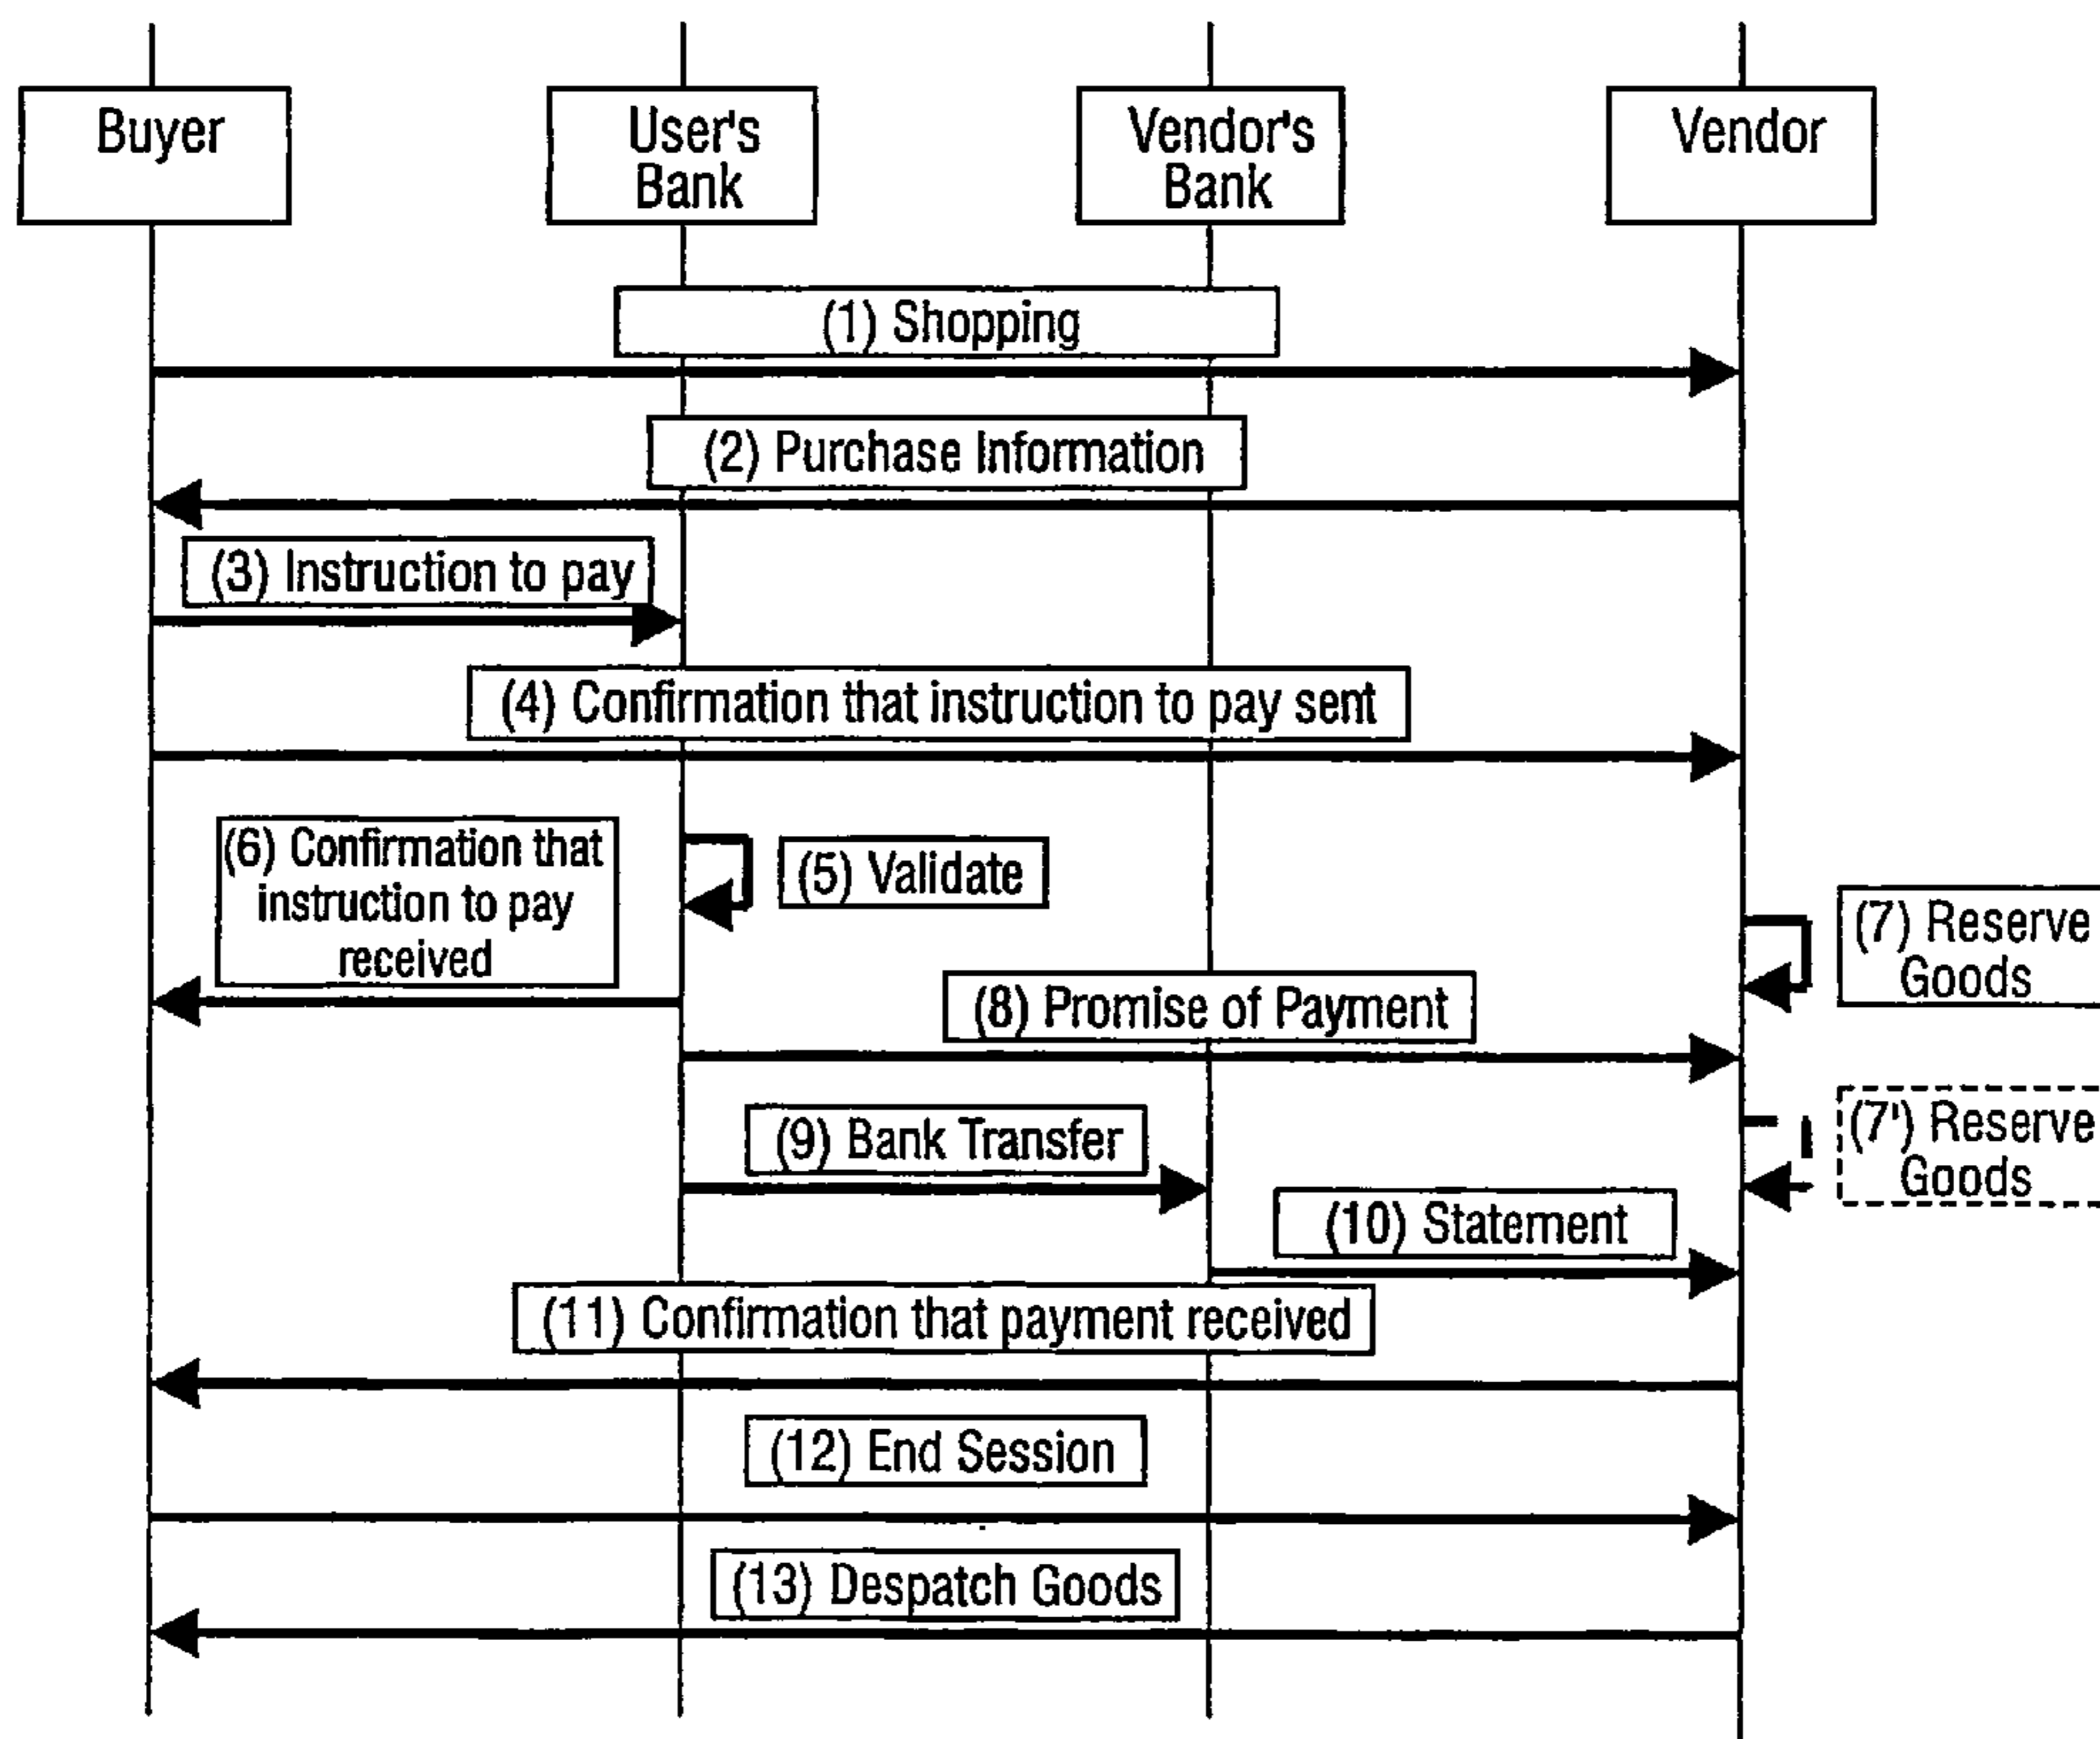 Buyer
User's
Bank
Vendor's
Bank
Vendor
(1) Shopping
(2) Purchase Information
(3) Instruction to pay
(4) Confirmation that instruction to pay sent
(6) Confirmation that
instruction to pay
received
(5) Validate
(7) Reserve
Goods
(8) Promise of Payment
(7') Reserve
Goods
(9) Bank Transfer
(10) Statement
(11) Confirmation that payment received
(12) End Session
(13) Despatch Goods